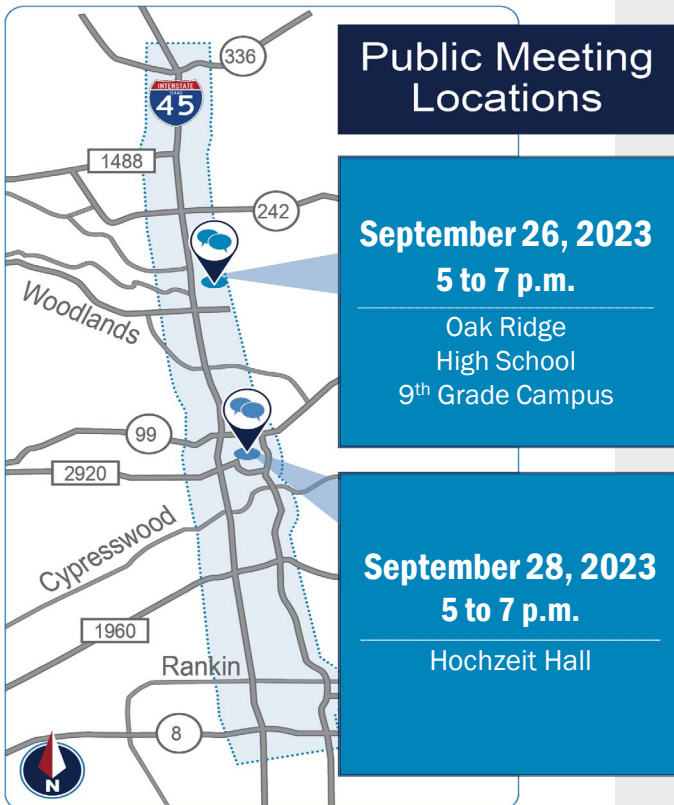 Public Meeting
Locations
336
INTERSTATE
TEXAS
45
1488
242
September 26, 2023
5 to 7 p.m.
Oak Ridge
High School
9th Grade Campus
Woodlands
99
2920
Cypresswood
September 28, 2023
5 to 7 p.m.
Hochzeit Hall
1960
Rankin
8
N